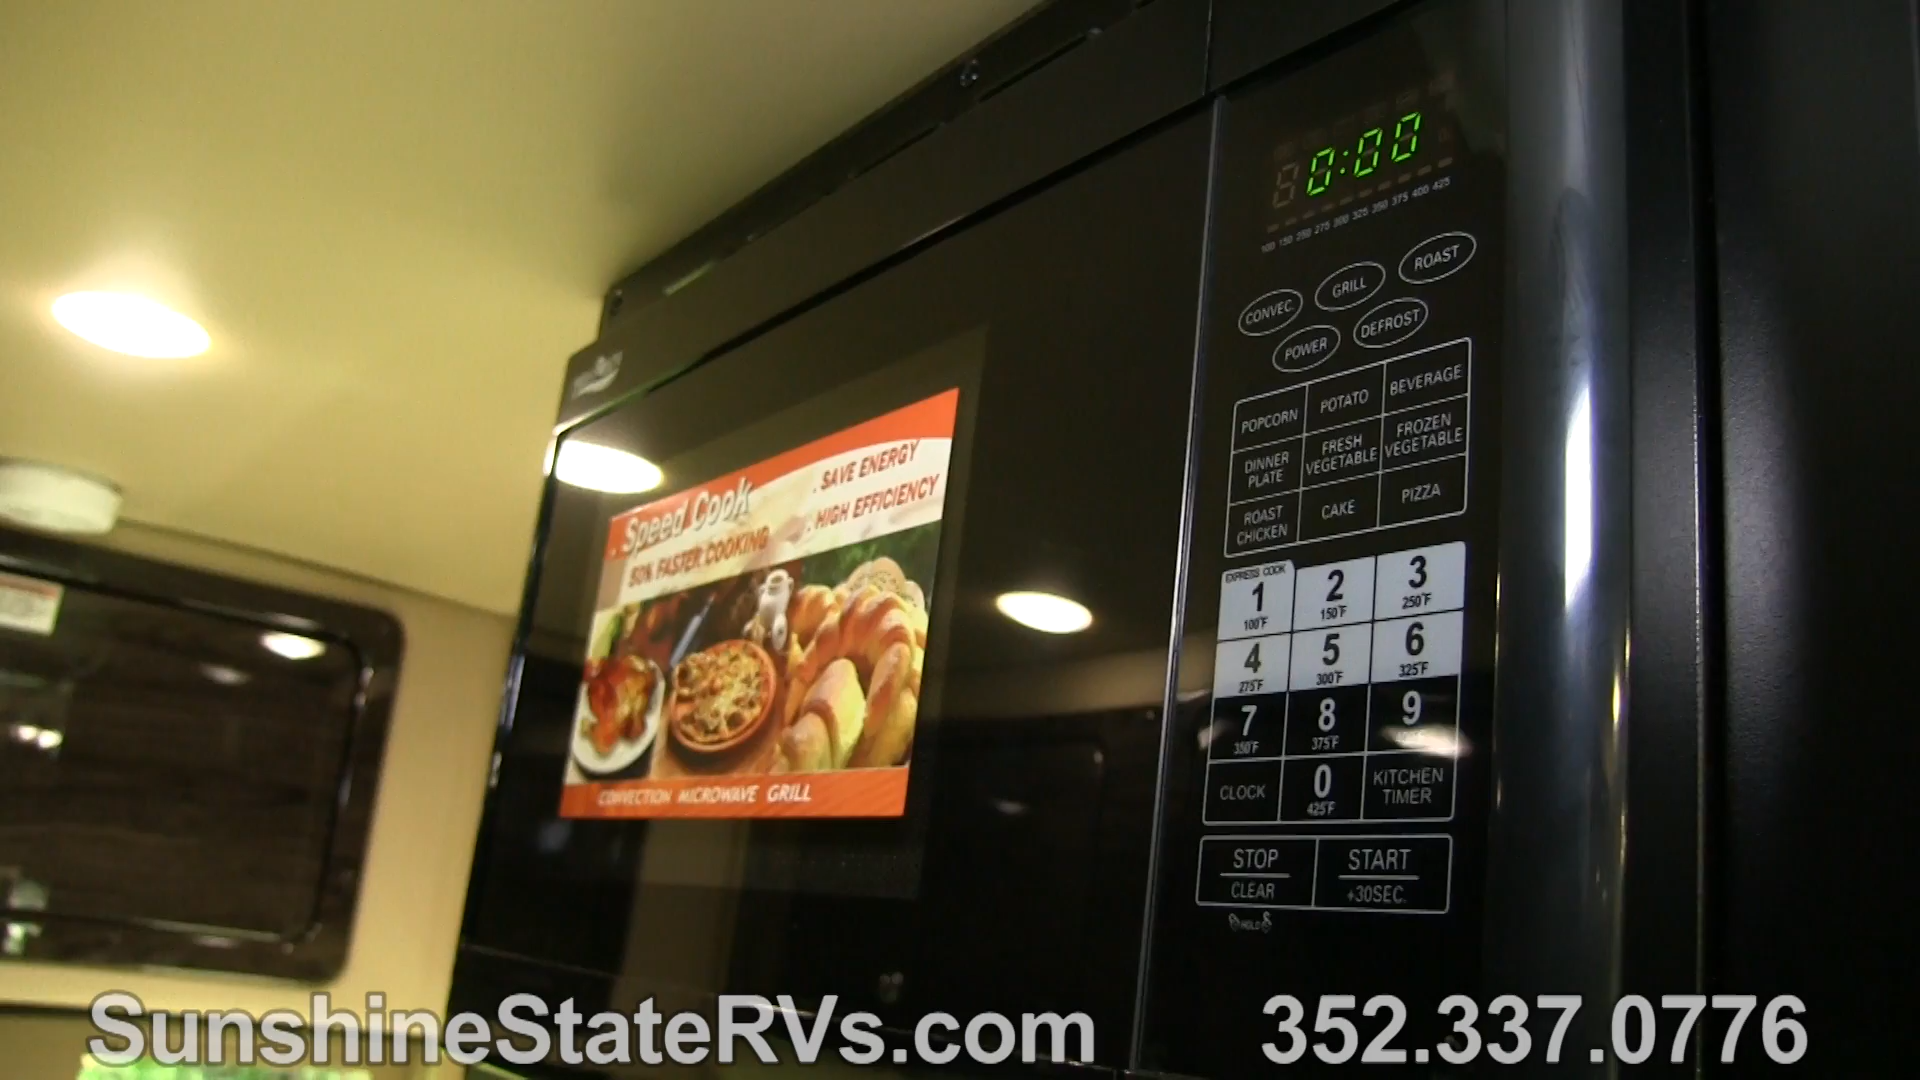 0:00
100 150 250 275 300 325 350 375 400 425
CONVEC. GRILL ROAST
POWER DEFROST
POPCORN POTATO BEVERAGE
DINNER PLATE FRESH VEGETABLE FROZEN VEGETABLE
ROAST CHICKEN CAKE PIZZA
EXPRESS COOK
1 2 3
100°F 150°F 250°F
4 5 6
275°F 300°F 325°F
7 8 9
350°F 375°F
CLOCK 0 KITCHEN TIMER
425°F
STOP START
CLEAR +30SEC.
HOLD
. Speed Cook
50% FASTER COOKING
. SAVE ENERGY
. HIGH EFFICIENCY
CONVECTION MICROWAVE GRILL
SunshineStateRVs.com 352.337.0776